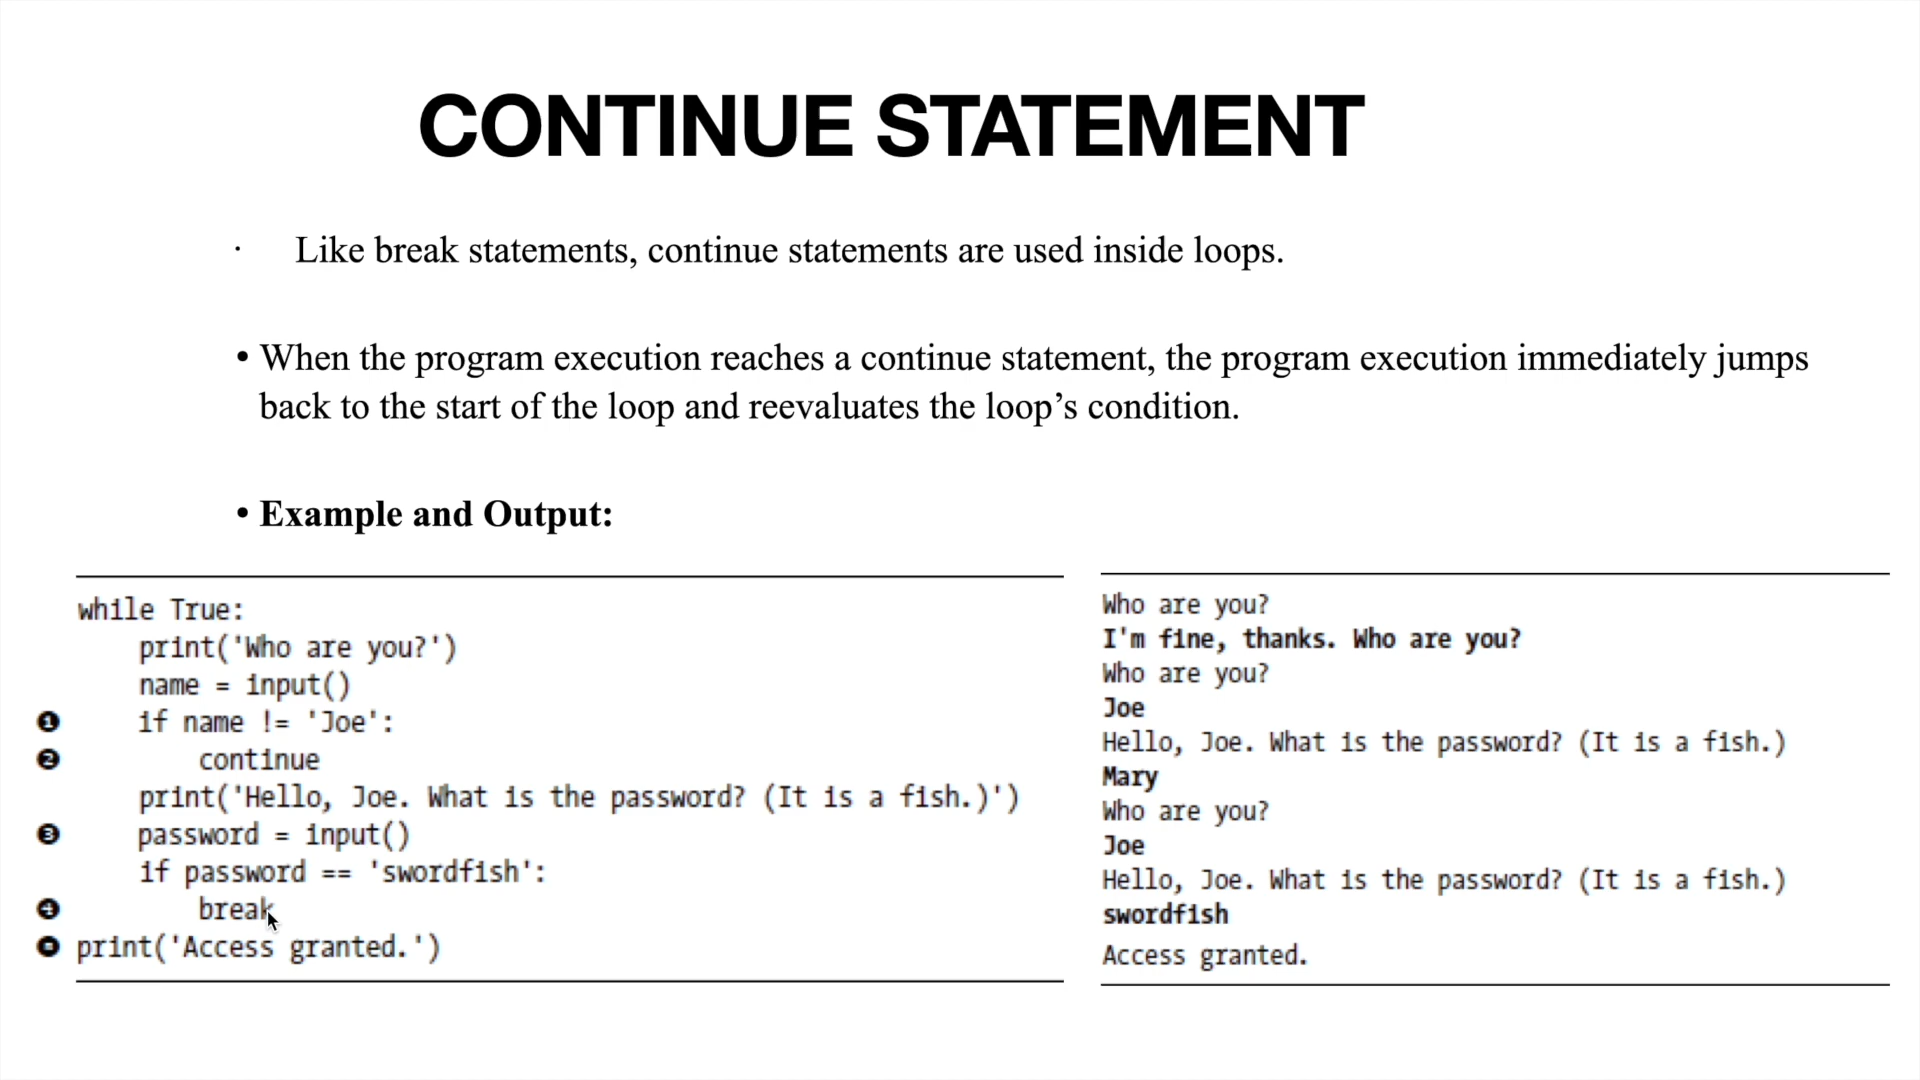 CONTINUE STATEMENT
· Like break statements, continue statements are used inside loops.
• When the program execution reaches a continue statement, the program execution immediately jumps
back to the start of the loop and reevaluates the loop’s condition.
• Example and Output:
while True:
    print('Who are you?')
    name = input()
❶    if name != 'Joe':
❷        continue
    print('Hello, Joe. What is the password? (It is a fish.)')
❸    password = input()
    if password == 'swordfish':
❹        break
print('Access granted.')
Who are you?
I'm fine, thanks. Who are you?
Who are you?
Joe
Hello, Joe. What is the password? (It is a fish.)
Mary
Who are you?
Joe
Hello, Joe. What is the password? (It is a fish.)
swordfish
Access granted.